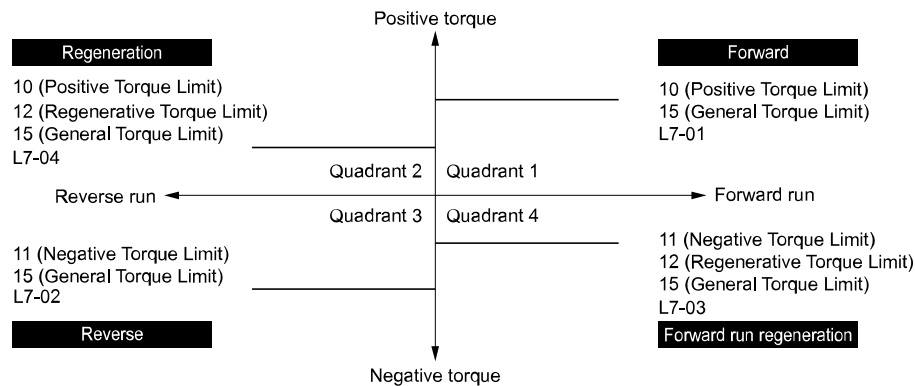 Positive torque
Regeneration
10 (Positive Torque Limit)
12 (Regenerative Torque Limit)
15 (General Torque Limit)
L7-04
Forward
10 (Positive Torque Limit)
15 (General Torque Limit)
L7-01
Quadrant 2
Quadrant 1
Reverse run
Forward run
Quadrant 3
Quadrant 4
11 (Negative Torque Limit)
15 (General Torque Limit)
L7-02
Reverse
11 (Negative Torque Limit)
12 (Regenerative Torque Limit)
15 (General Torque Limit)
L7-03
Forward run regeneration
Negative torque